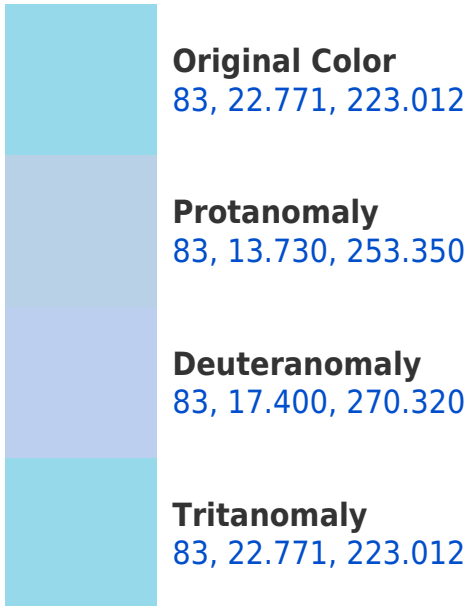 Original Color
83, 22.771, 223.012
Protanomaly
83, 13.730, 253.350
Deuteranomaly
83, 17.400, 270.320
Tritanomaly
83, 22.771, 223.012